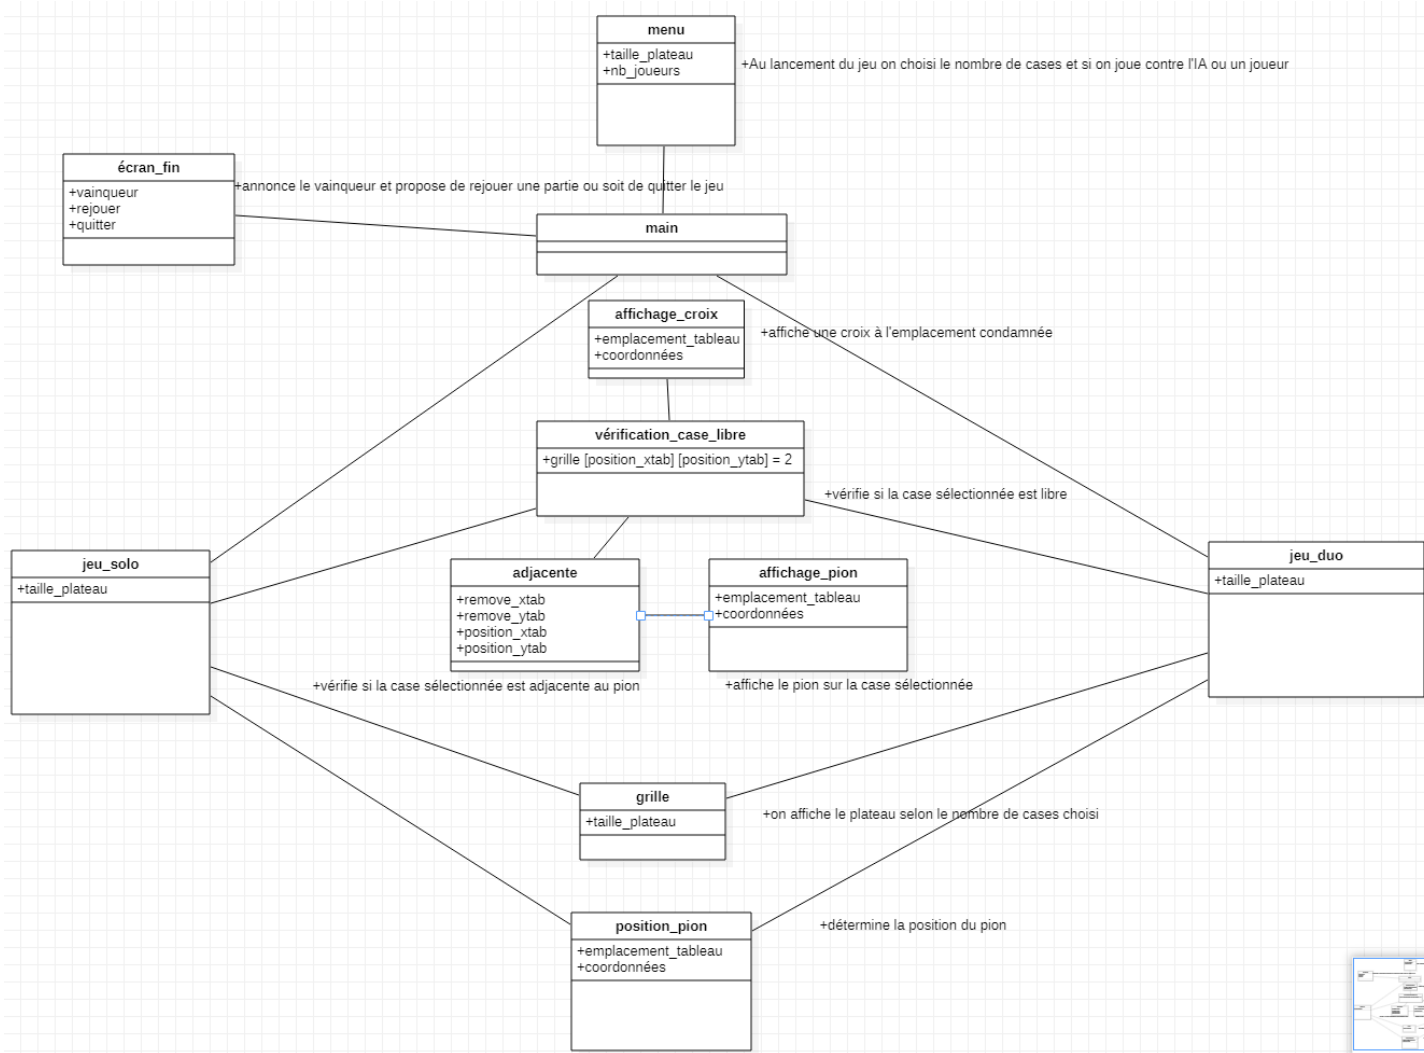 menu
+taille_plateau
+nb_joueurs
+Au lancement du jeu on choisi le nombre de cases et si on joue contre l'IA ou un joueur
écran_fin
+vainqueur
+rejouer
+quitter
+annonce le vainqueur et propose de rejouer une partie ou soit de quitter le jeu
main
affichage_croix
+emplacement_tableau
+coordonnées
+affiche une croix à l'emplacement condamnée
vérification_case_libre
+grille [position_xtab] [position_ytab] = 2
+vérifie si la case sélectionnée est libre
jeu_solo
+taille_plateau
jeu_duo
+taille_plateau
adjacente
+remove_xtab
+remove_ytab
+position_xtab
+position_ytab
+vérifie si la case sélectionnée est adjacente au pion
affichage_pion
+emplacement_tableau
+coordonnées
+affiche le pion sur la case sélectionnée
grille
+taille_plateau
+on affiche le plateau selon le nombre de cases choisi
position_pion
+emplacement_tableau
+coordonnées
+détermine la position du pion